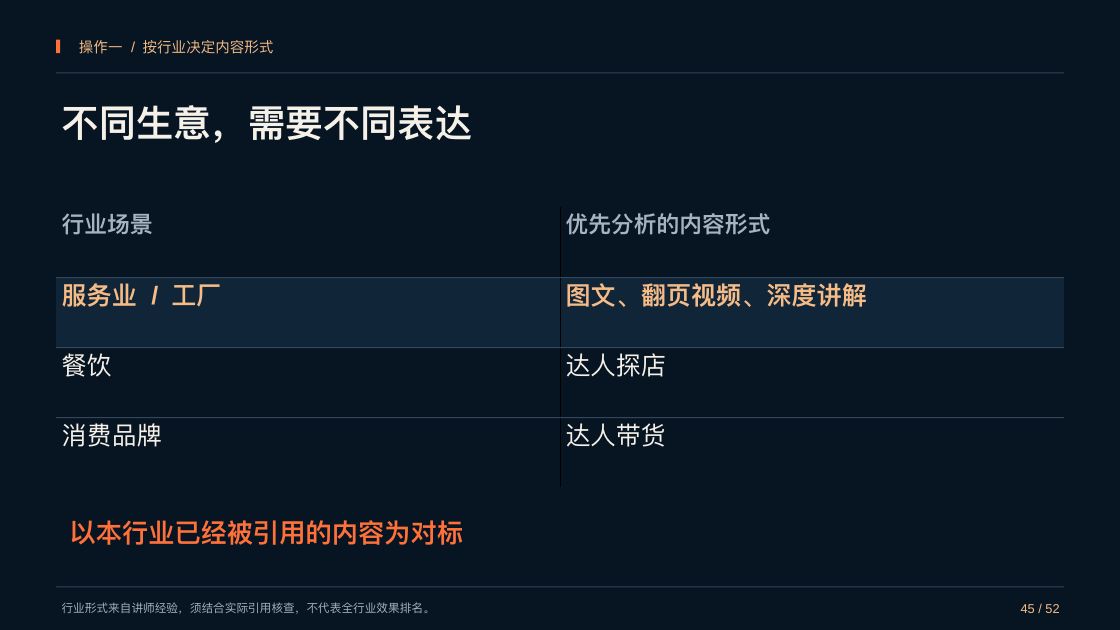 操作一 / 按行业决定内容形式
不同生意，需要不同表达
行业场景 优先分析的内容形式
服务业 / 工厂 图文、翻页视频、深度讲解
餐饮 达人探店
消费品牌 达人带货
以本行业已经被引用的内容为对标
行业形式来自讲师经验，须结合实际引用核查，不代表全行业效果排名。 45 / 52